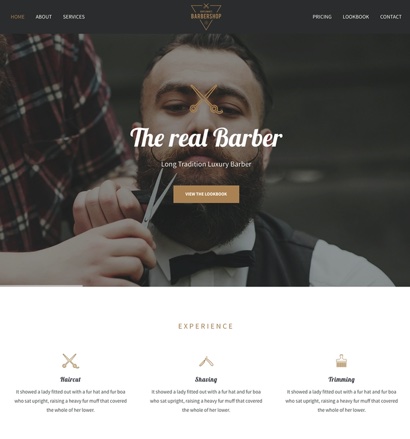 HOME ABOUT SERVICES
BARBERSHOP
PRICING LOOKBOOK CONTACT
The real Barber
Long Tradition Luxury Barber
VIEW THE LOOKBOOK
EXPERIENCE
Haircut
It showed a lady fitted out with a fur hat and fur boa
who sat upright, raising a heavy fur muff that covered
the whole of her lower.
Shaving
It showed a lady fitted out with a fur hat and fur boa
who sat upright, raising a heavy fur muff that covered
the whole of her lower.
Trimming
It showed a lady fitted out with a fur hat and fur boa
who sat upright, raising a heavy fur muff that covered
the whole of her lower.